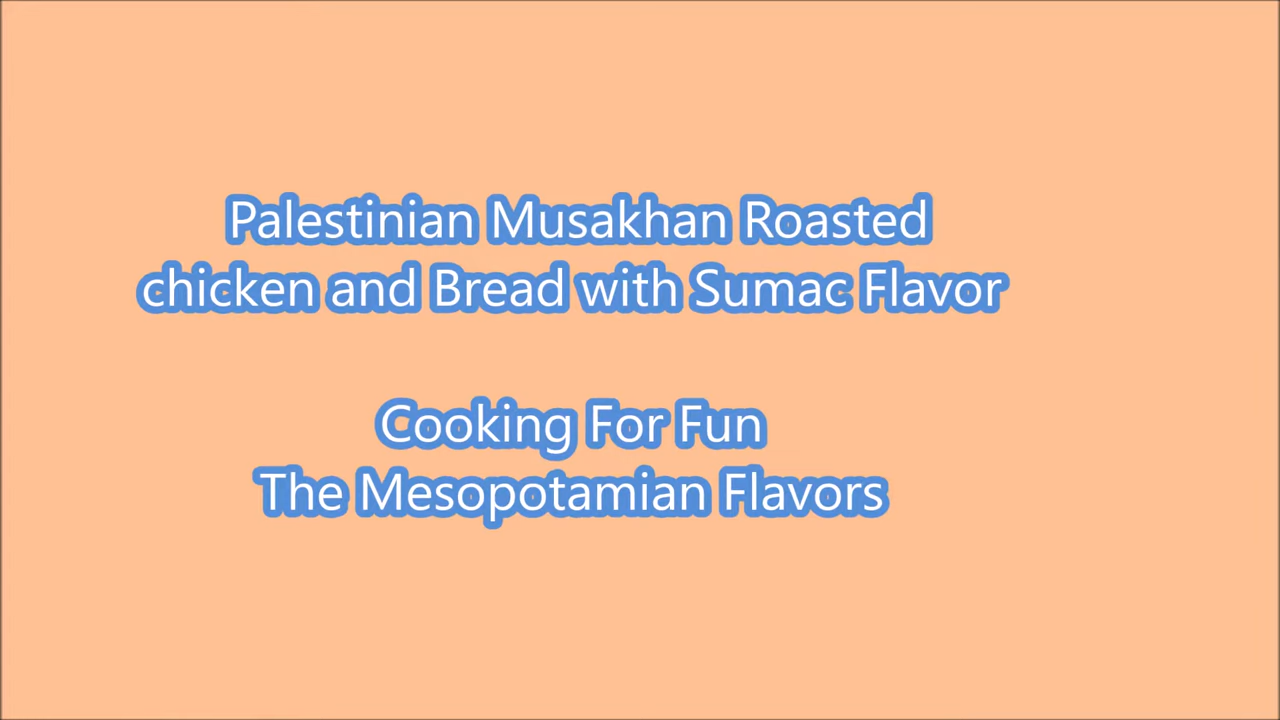 Palestinian Musakhan Roasted
chicken and Bread with Sumac Flavor
Cooking For Fun
The Mesopotamian Flavors